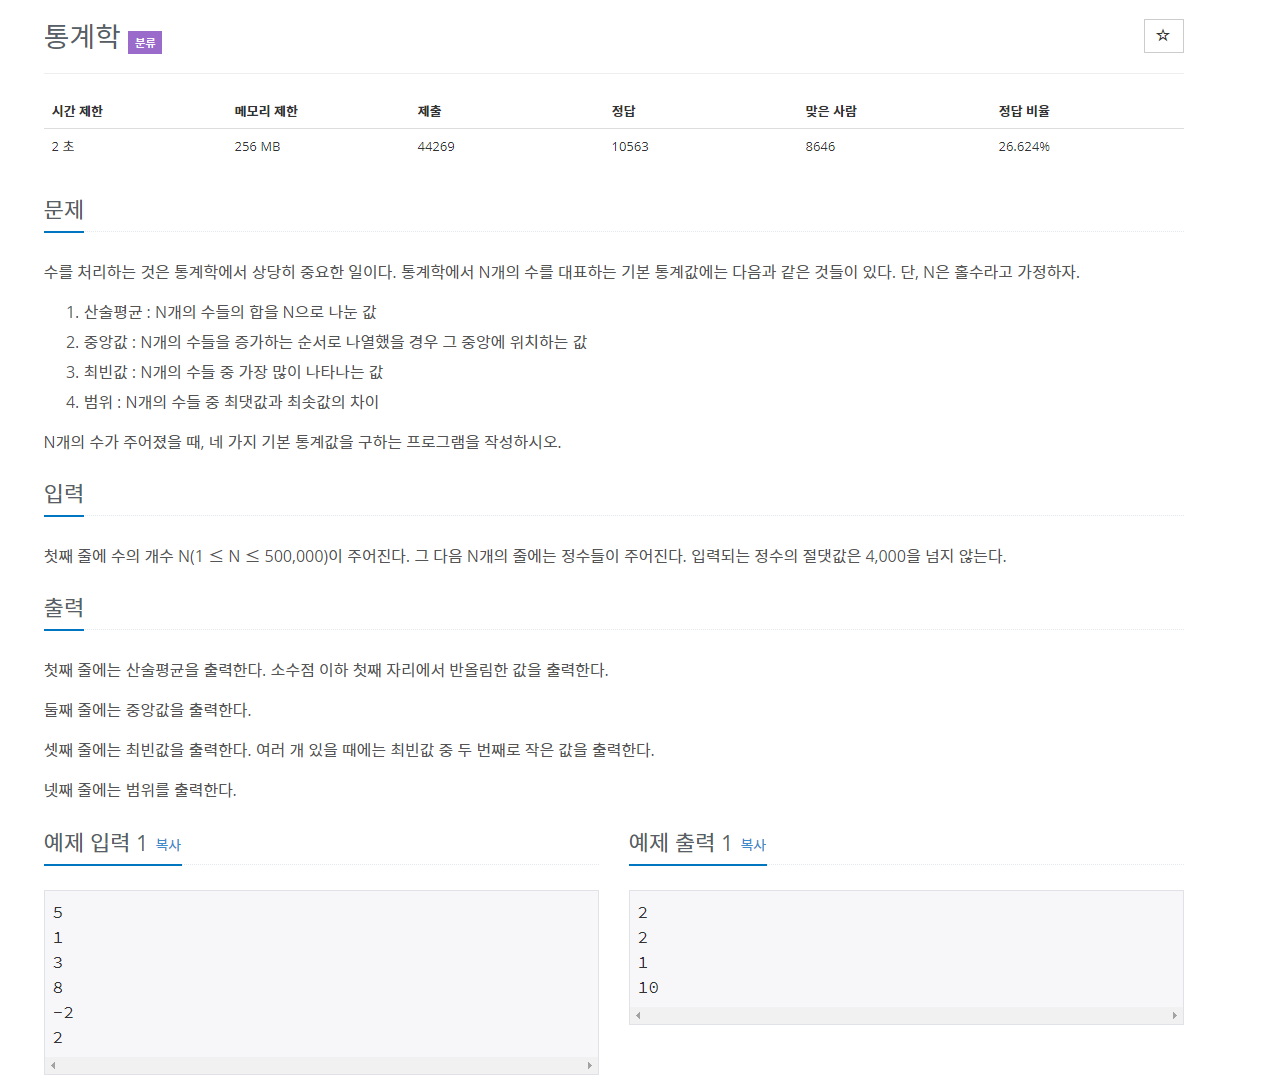 통계학 분류
☆
시간 제한 메모리 제한 제출 정답 맞은 사람 정답 비율
2 초 256 MB 44269 10563 8646 26.624%
문제
수를 처리하는 것은 통계학에서 상당히 중요한 일이다. 통계학에서 N개의 수를 대표하는 기본 통계값에는 다음과 같은 것들이 있다. 단, N은 홀수라고 가정하자.
1. 산술평균 : N개의 수들의 합을 N으로 나눈 값
2. 중앙값 : N개의 수들을 증가하는 순서로 나열했을 경우 그 중앙에 위치하는 값
3. 최빈값 : N개의 수들 중 가장 많이 나타나는 값
4. 범위 : N개의 수들 중 최댓값과 최솟값의 차이
N개의 수가 주어졌을 때, 네 가지 기본 통계값을 구하는 프로그램을 작성하시오.
입력
첫째 줄에 수의 개수 N(1 ≤ N ≤ 500,000)이 주어진다. 그 다음 N개의 줄에는 정수들이 주어진다. 입력되는 정수의 절댓값은 4,000을 넘지 않는다.
출력
첫째 줄에는 산술평균을 출력한다. 소수점 이하 첫째 자리에서 반올림한 값을 출력한다.
둘째 줄에는 중앙값을 출력한다.
셋째 줄에는 최빈값을 출력한다. 여러 개 있을 때에는 최빈값 중 두 번째로 작은 값을 출력한다.
넷째 줄에는 범위를 출력한다.
예제 입력 1 복사
5
1
3
8
-2
2
예제 출력 1 복사
2
2
1
10